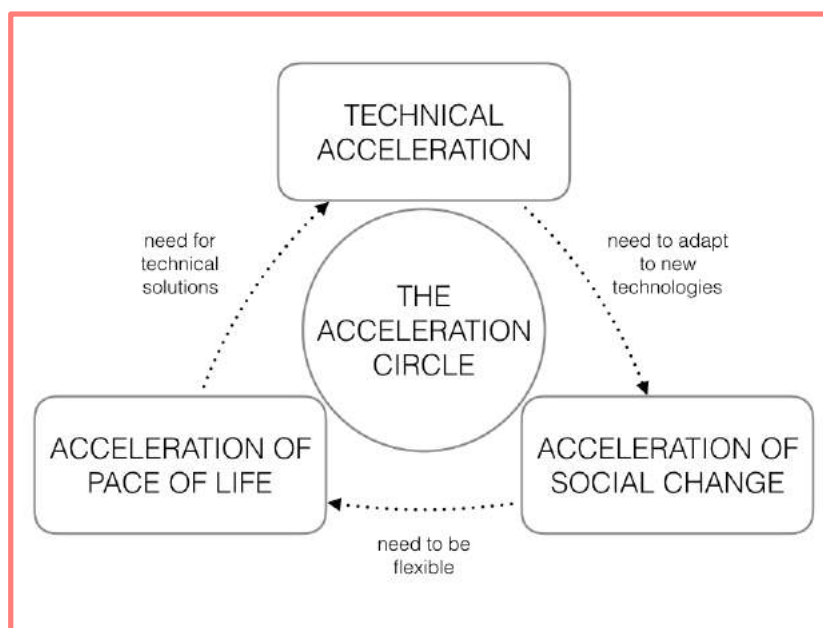 TECHNICAL
ACCELERATION
need for
technical
solutions
need to adapt
to new
technologies
THE
ACCELERATION
CIRCLE
ACCELERATION OF
PACE OF LIFE
ACCELERATION OF
SOCIAL CHANGE
need to be
flexible